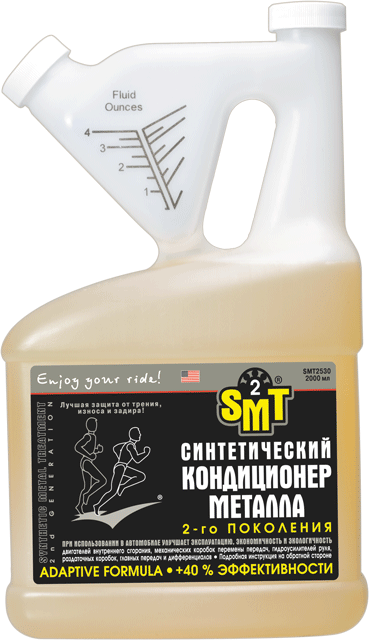 Fluid
Ounces
4
3
2
1
Enjoy your ride!
SMT2530
2000 мл
Лучшая защита от трения,
износа и задира!
2
SMT
®
SYNTHETIC METAL TREATMENT
2nd GENERATION
СИНТЕТИЧЕСКИЙ
КОНДИЦИОНЕР
МЕТАЛЛА
2-го ПОКОЛЕНИЯ
®
ПРИ ИСПОЛЬЗОВАНИИ В АВТОМОБИЛЕ УЛУЧШАЕТ ЭКСПЛУАТАЦИЮ, ЭКОНОМИЧНОСТЬ И ЭКОЛОГИЧНОСТЬ
двигателей внутреннего сгорания, механических коробок перемены передач, гидроусилителей руля,
раздаточных коробок, главных передач и дифференциалов • Подробная инструкция на обратной стороне
ADAPTIVE FORMULA • +40 % ЭФФЕКТИВНОСТИ